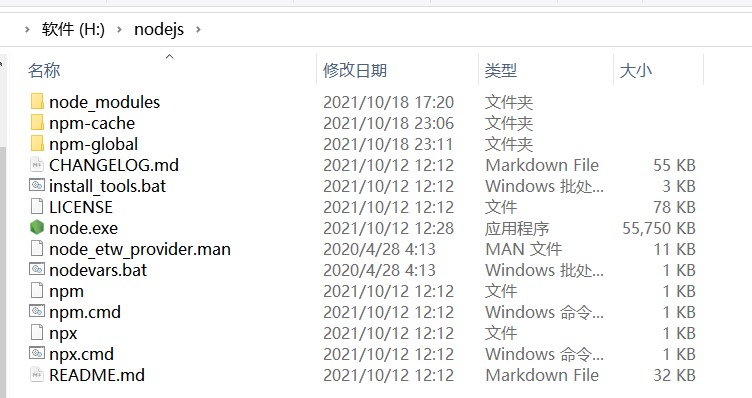 软件 (H:) > nodejs >
名称 修改日期 类型 大小
node_modules 2021/10/18 17:20 文件夹
npm-cache 2021/10/18 23:06 文件夹
npm-global 2021/10/18 23:11 文件夹
CHANGELOG.md 2021/10/12 12:12 Markdown File 55 KB
install_tools.bat 2021/10/12 12:12 Windows 批处... 3 KB
LICENSE 2021/10/12 12:12 文件 78 KB
node.exe 2021/10/12 12:28 应用程序 55,750 KB
node_etw_provider.man 2020/4/28 4:13 MAN 文件 11 KB
nodevars.bat 2020/4/28 4:13 Windows 批处... 1 KB
npm 2021/10/12 12:12 文件 1 KB
npm.cmd 2021/10/12 12:12 Windows 命令... 1 KB
npx 2021/10/12 12:12 文件 1 KB
npx.cmd 2021/10/12 12:12 Windows 命令... 1 KB
README.md 2021/10/12 12:12 Markdown File 32 KB